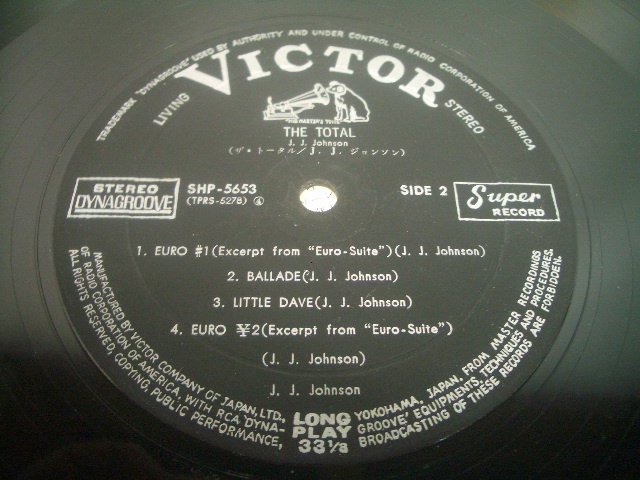 TRADEMARK "DYNAGROOVE" USED BY AUTHORITY AND UNDER CONTROL OF RADIO CORPORATION OF AMERICA
LIVING VICTOR STEREO
"HIS MASTER'S VOICE"
THE TOTAL
J. J. Johnson
(ザ・トータル/J. J. ジョンソン)
STEREO
DYNAGROOVE
SHP-5653
(TPRS-6278) ④
SIDE 2
Super
RECORD
1. EURO #1(Excerpt from "Euro-Suite")(J. J. Johnson)
2. BALLADE(J. J. Johnson)
3. LITTLE DAVE(J. J. Johnson)
4. EURO ¥2(Excerpt from "Euro-Suite")
(J. J. Johnson)
J. J. Johnson
MANUFACTURED BY VICTOR COMPANY OF JAPAN, LTD., YOKOHAMA, JAPAN, FROM MASTER RECORDINGS
OF RADIO CORPORATION OF AMERICA, WITH RCA 'DYNA-GROOVE' EQUIPMENTS, TECHNIQUES AND PROCEDURES.
ALL RIGHTS RESERVED, COPYING, PUBLIC PERFORMANCE, BROADCASTING OF THESE RECORDS ARE FORBIDDEN.
LONG
PLAY
33 1/3